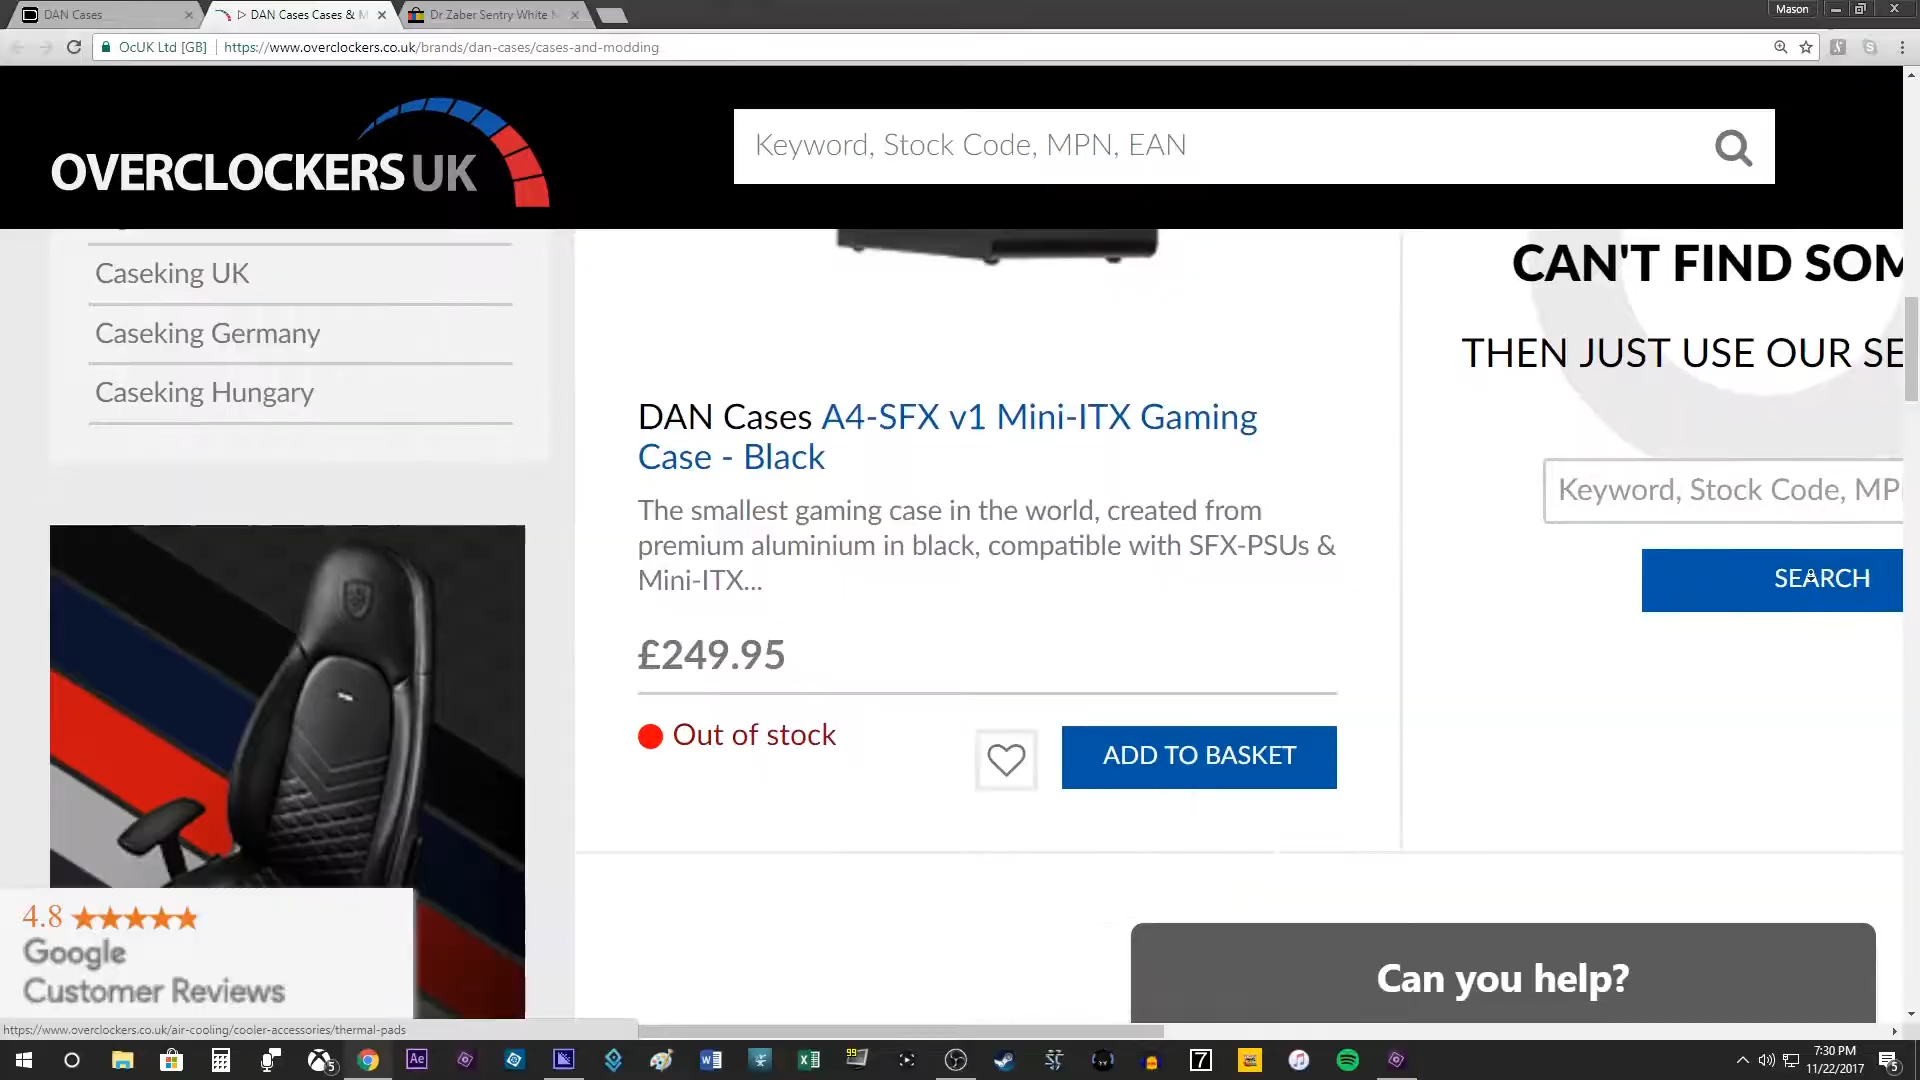 DAN Cases
DAN Cases Cases & M
Dr.Zaber Sentry White
Mason
OcUK Ltd [GB]
https://www.overclockers.co.uk/brands/dan-cases/cases-and-modding
OVERCLOCKERS UK
Keyword, Stock Code, MPN, EAN
Caseking UK
Caseking Germany
Caseking Hungary
CAN'T FIND SOM
THEN JUST USE OUR SE
DAN Cases A4-SFX v1 Mini-ITX Gaming
Case - Black
The smallest gaming case in the world, created from
premium aluminium in black, compatible with SFX-PSUs &
Mini-ITX...
£249.95
Out of stock
ADD TO BASKET
Keyword, Stock Code, MP
SEARCH
4.8
Google
Customer Reviews
Can you help?
https://www.overclockers.co.uk/air-cooling/cooler-accessories/thermal-pads
5
Ae
99
7
7:30 PM
11/22/2017
5